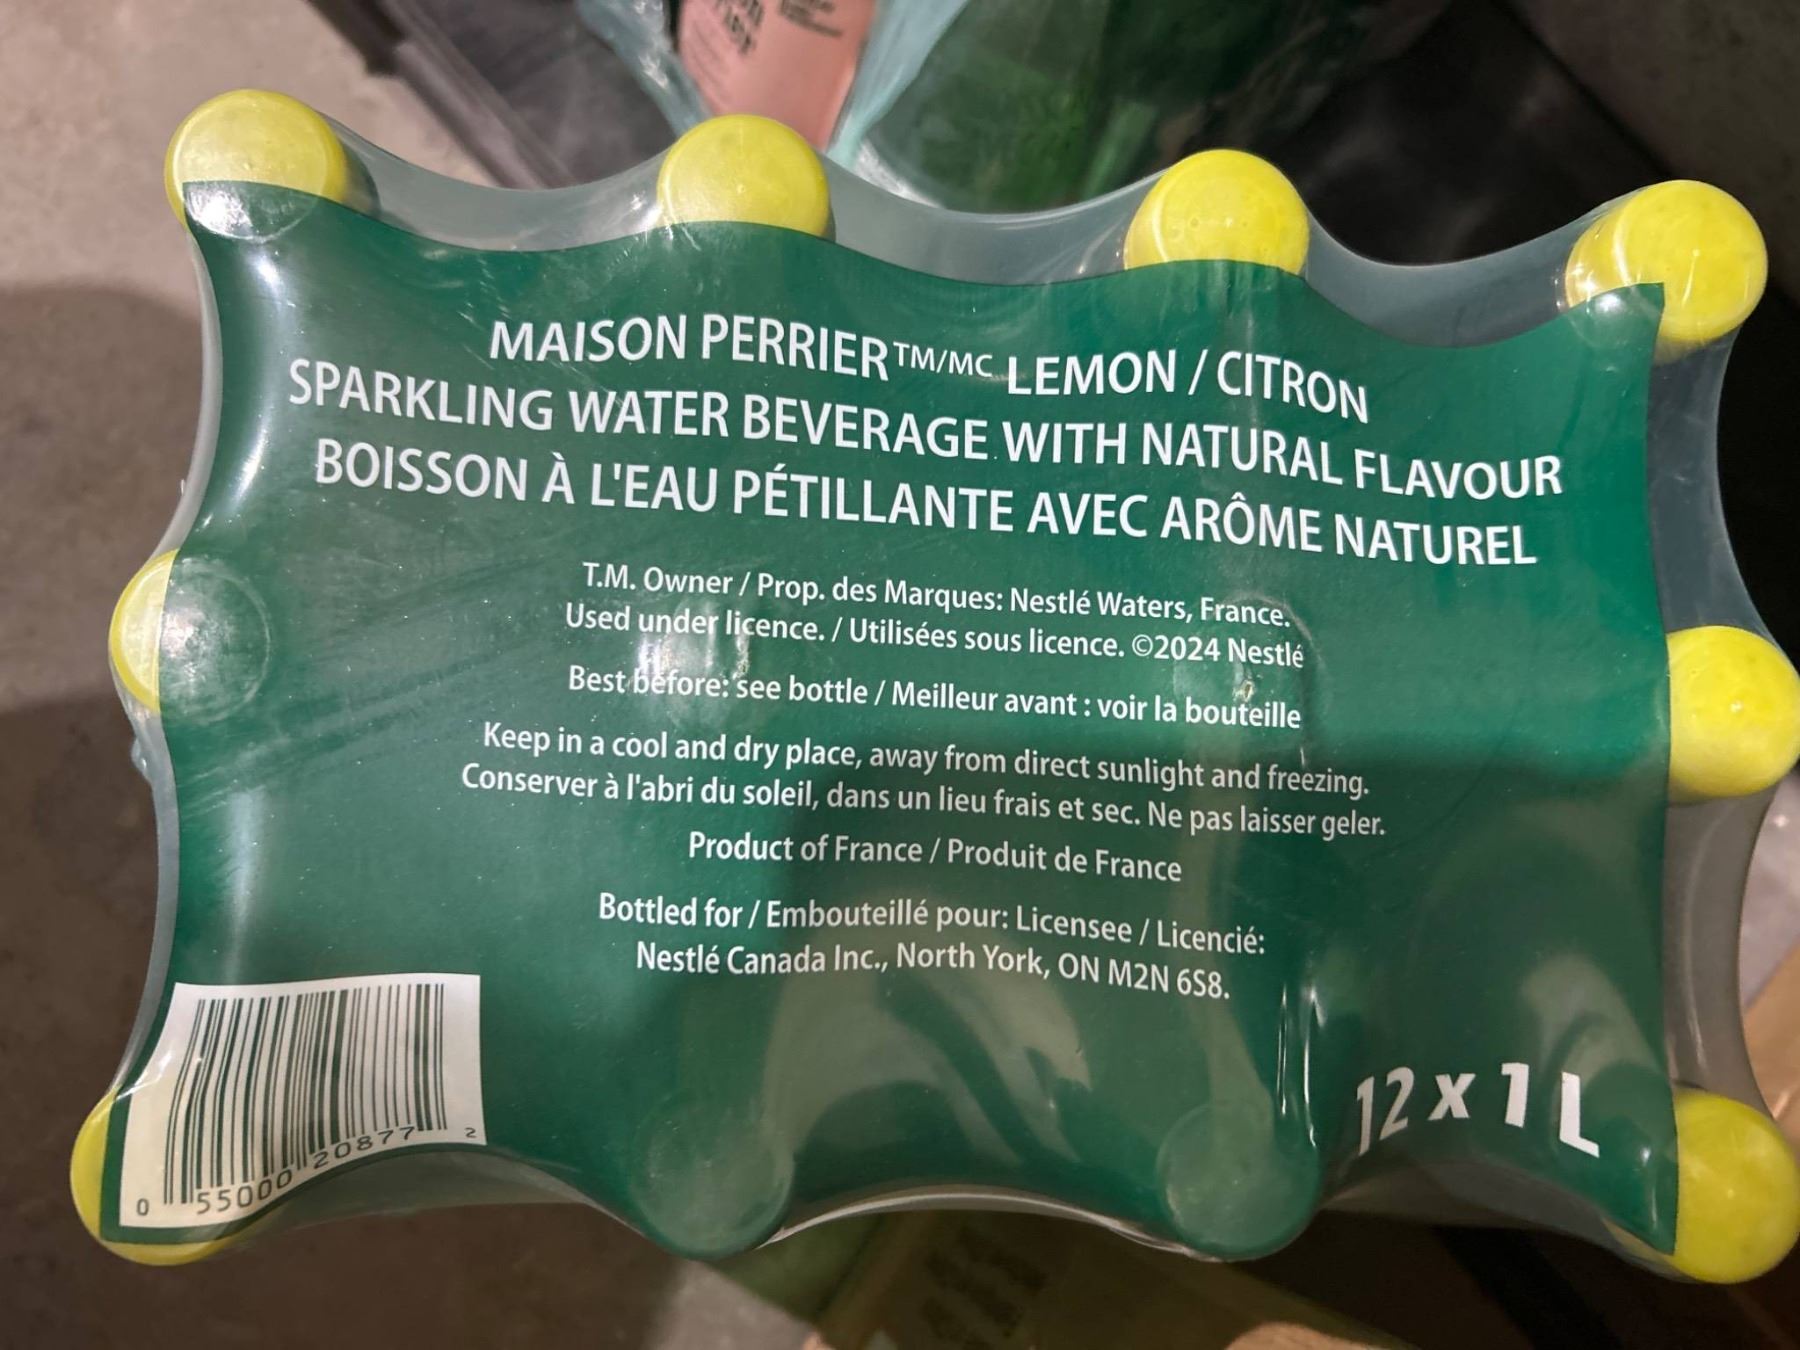 MAISON PERRIER™/MC LEMON / CITRON
SPARKLING WATER BEVERAGE WITH NATURAL FLAVOUR
BOISSON À L'EAU PÉTILLANTE AVEC ARÔME NATUREL
T.M. Owner / Prop. des Marques: Nestlé Waters, France.
Used under licence. / Utilisées sous licence. ©2024 Nestlé
Best before: see bottle / Meilleur avant : voir la bouteille
Keep in a cool and dry place, away from direct sunlight and freezing.
Conserver à l'abri du soleil, dans un lieu frais et sec. Ne pas laisser geler.
Product of France / Produit de France
Bottled for / Embouteillé pour: Licensee / Licencié:
Nestlé Canada Inc., North York, ON M2N 6S8.
12 x 1 L
0 55000 20877 2